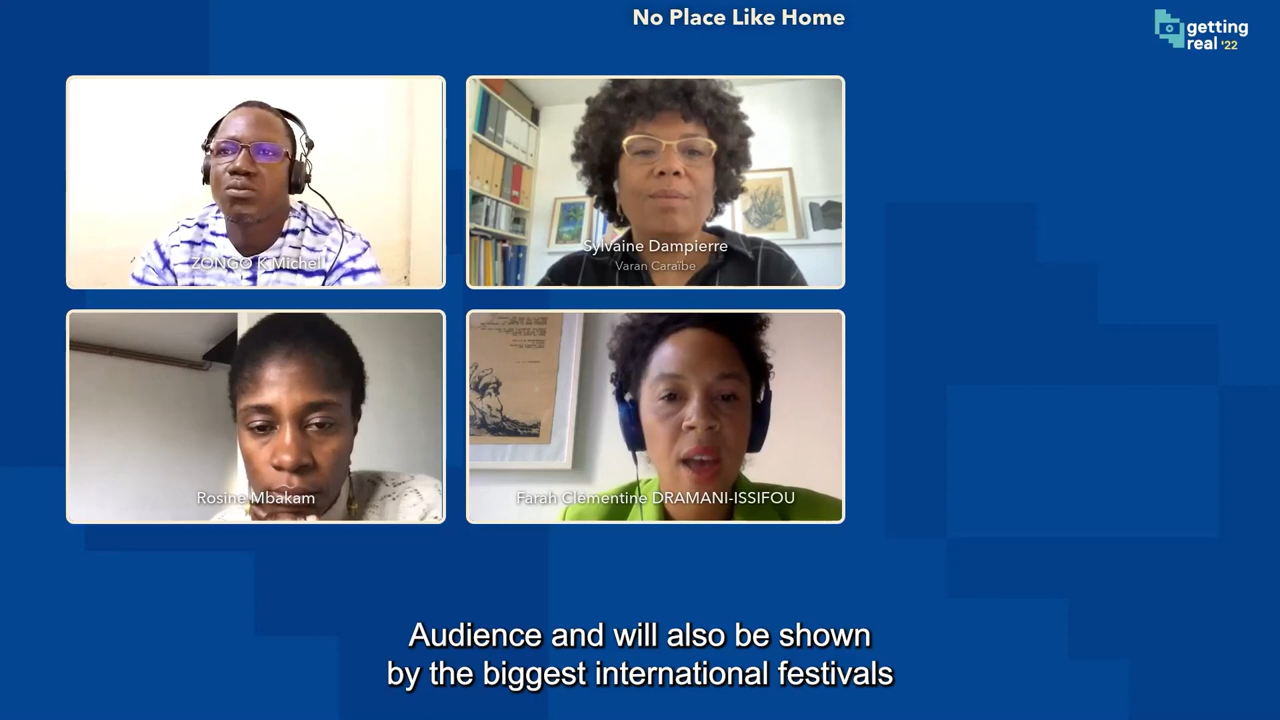 No Place Like Home
getting
real '22
ZONGO K Michel
Sylvaine Dampierre
Varan Caraïbe
Rosine Mbakam
Farah Clementine DRAMANI-ISSIFOU
Audience and will also be shown
by the biggest international festivals